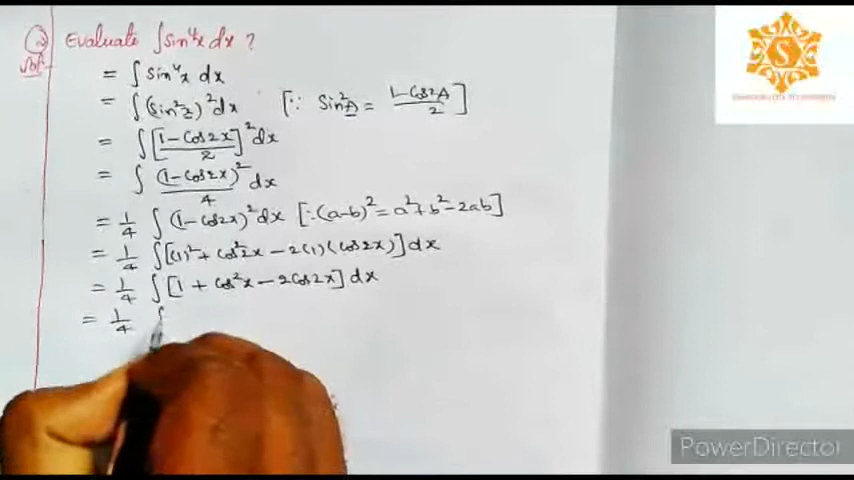 Q Evaluate ∫sin⁴x dx ?
Sol:- = ∫ sin⁴x dx
= ∫(sin²x)² dx [∵ Sin²A = (1-Cos2A)/2]
= ∫ [(1-Cos2x)/2]² dx
= ∫ (1-Cos2x)²/4 dx
= 1/4 ∫ (1-Cos2x)² dx [∵(a-b)² = a²+b²-2ab]
= 1/4 ∫[(1)² + Cos²2x - 2(1)(Cos2x)] dx
= 1/4 ∫ [1 + Cos²x - 2Cos2x] dx
= 1/4 ∫
S
PowerDirector